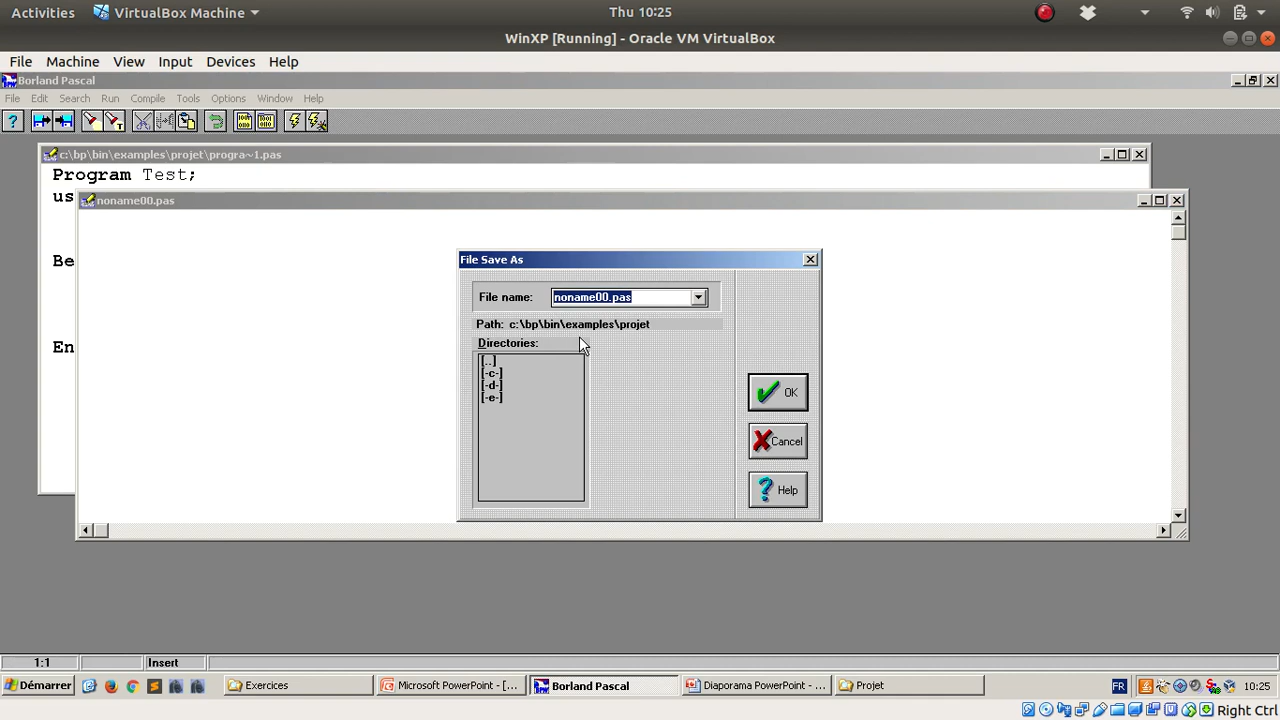 Activities VirtualBox Machine Thu 10:25
WinXP [Running] - Oracle VM VirtualBox
File Machine View Input Devices Help
Borland Pascal
File Edit Search Run Compile Tools Options Window Help
c:\bp\bin\examples\projet\progra~1.pas
Program Test;
us
noname00.pas
Be
En
File Save As
File name: noname00.pas
Path: c:\bp\bin\examples\projet
Directories:
[..]
[-c-]
[-d-]
[-e-]
OK
Cancel
Help
1:1 Insert
Démarrer Exercices Microsoft PowerPoint - [... Borland Pascal Diaporama PowerPoint - ... Projet FR 10:25
Right Ctrl